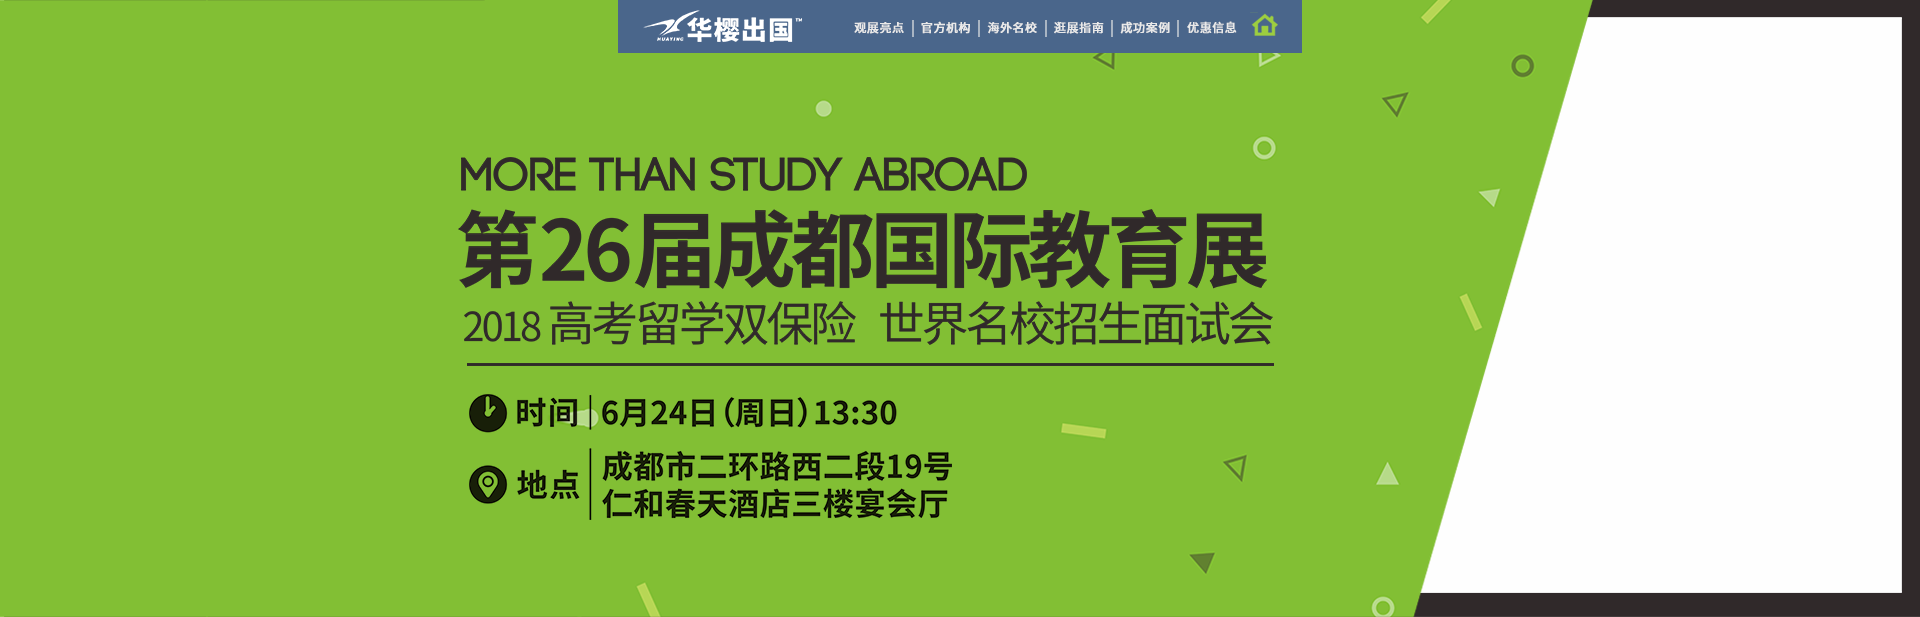 华樱出国™
HUAYING
观展亮点 | 官方机构 | 海外名校 | 逛展指南 | 成功案例 | 优惠信息
MORE THAN STUDY ABROAD
第26届成都国际教育展
2018高考留学双保险 世界名校招生面试会
时间 | 6月24日(周日)13:30
地点 | 成都市二环路西二段19号
仁和春天酒店三楼宴会厅